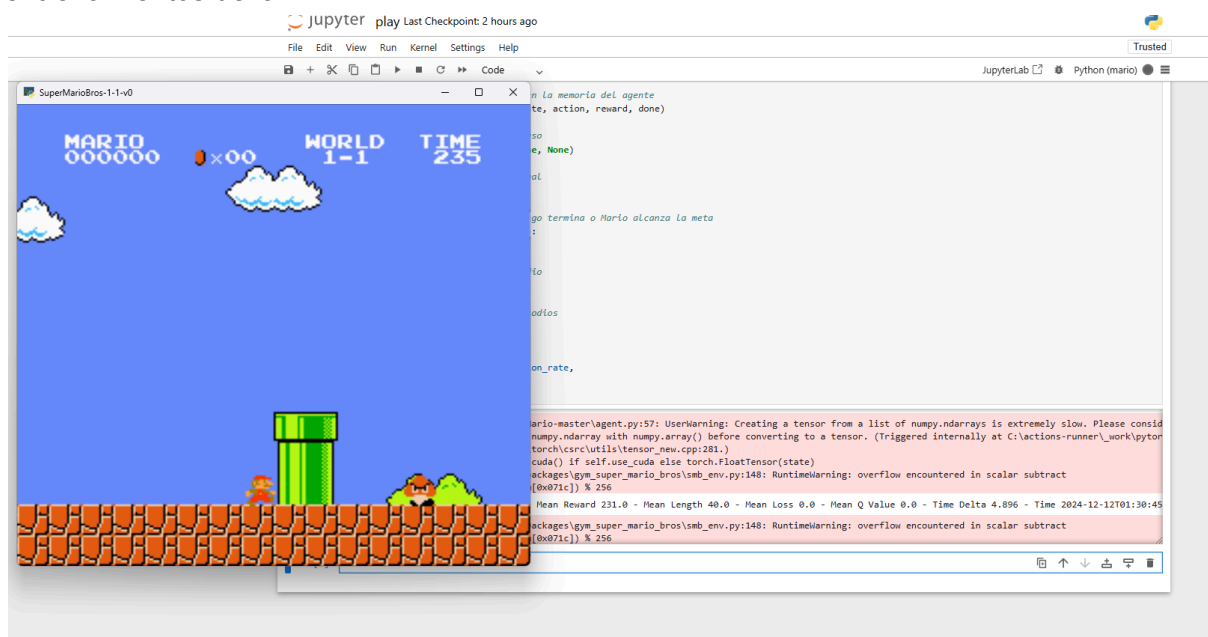 jupyter play Last Checkpoint: 2 hours ago
File Edit View Run Kernel Settings Help
Trusted
Code
JupyterLab
Python (mario)
SuperMarioBros-1-1-v0
MARIO WORLD TIME
000000 ×00 1-1 235
n la memoria del agente
te, action, reward, done)
so
e, None)
al
go termina o Mario alcanza la meta
:
io
odios
on_rate,
ario-master\agent.py:57: UserWarning: Creating a tensor from a list of numpy.ndarrays is extremely slow. Please consid
numpy.ndarray with numpy.array() before converting to a tensor. (Triggered internally at C:\actions-runner\_work\pytor
torch\csrc\utils\tensor_new.cpp:281.)
cuda() if self.use_cuda else torch.FloatTensor(state)
ackages\gym_super_mario_bros\smb_env.py:148: RuntimeWarning: overflow encountered in scalar subtract
[0x071c]) % 256
Mean Reward 231.0 - Mean Length 40.0 - Mean Loss 0.0 - Mean Q Value 0.0 - Time Delta 4.896 - Time 2024-12-12T01:30:45
ackages\gym_super_mario_bros\smb_env.py:148: RuntimeWarning: overflow encountered in scalar subtract
[0x071c]) % 256